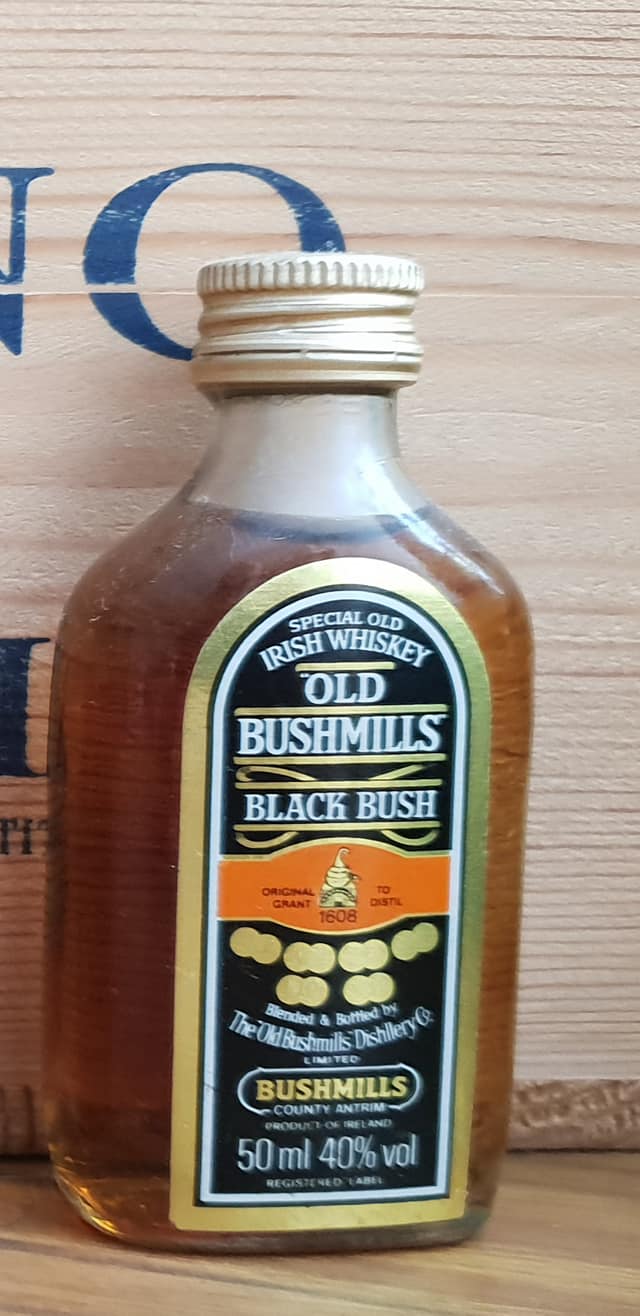 NO
SPECIAL OLD
IRISH WHISKEY
"OLD
BUSHMILLS"
BLACK BUSH
ORIGINAL GRANT TO DISTIL
1608
Blended & Bottled by
The Old Bushmills Distillery Co.
LIMITED
BUSHMILLS
COUNTY ANTRIM
PRODUCT OF IRELAND
50 ml 40% vol
REGISTERED LABEL